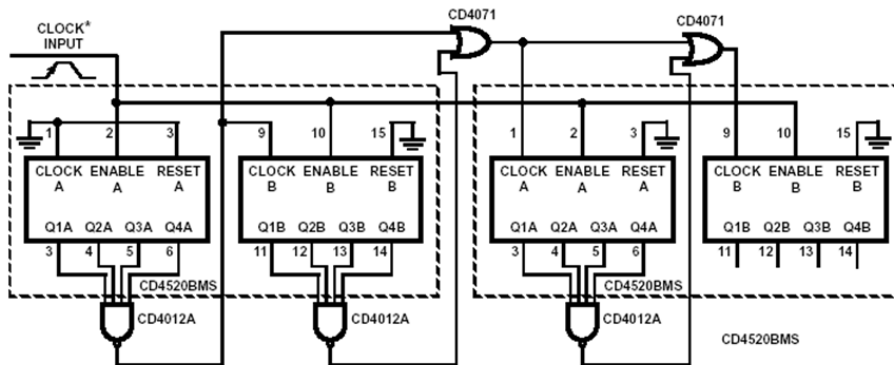 CD4071
CD4071
CLOCK*
INPUT
1 2 3 9 10 15 1 2 3 9 10 15
CLOCK ENABLE RESET
A A A
CLOCK ENABLE RESET
B B B
CLOCK ENABLE RESET
A A A
CLOCK ENABLE RESET
B B B
Q1A Q2A Q3A Q4A
Q1B Q2B Q3B Q4B
Q1A Q2A Q3A Q4A
Q1B Q2B Q3B Q4B
3 4 5 6 11 12 13 14 3 4 5 6 11 12 13 14
CD4520BMS
CD4520BMS
CD4012A
CD4012A
CD4012A
CD4520BMS